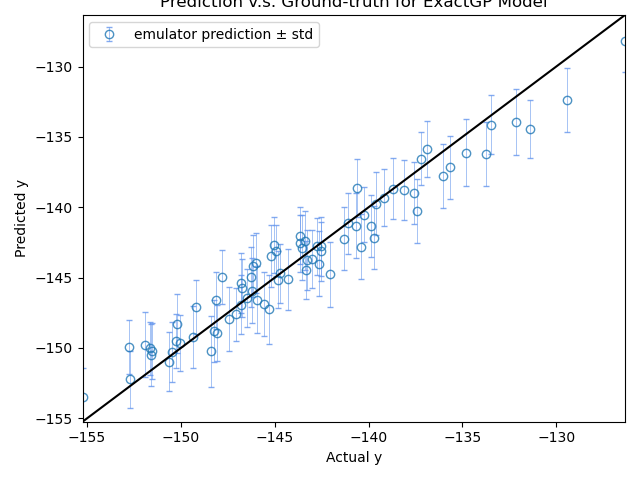 Prediction v.s. Ground-truth for ExactGP Model
emulator prediction ± std
−130
−135
−140
−145
−150
−155
Predicted y
−155 −150 −145 −140 −135 −130
Actual y